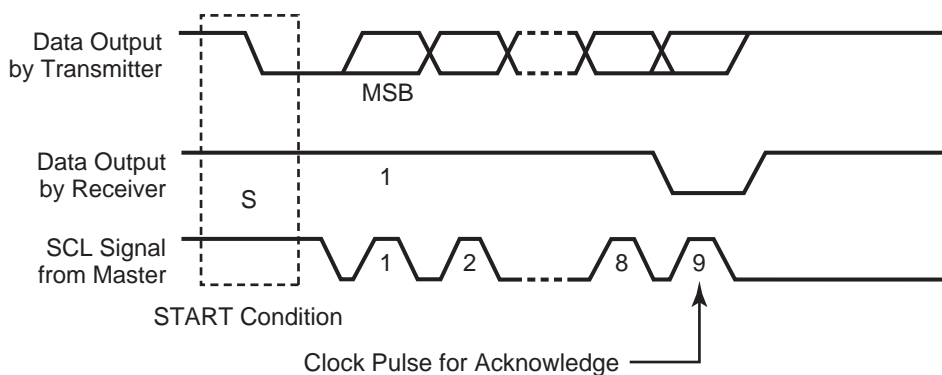 Data Output
by Transmitter
MSB
Data Output
by Receiver
1
S
SCL Signal
from Master
1
2
8
9
START Condition
Clock Pulse for Acknowledge